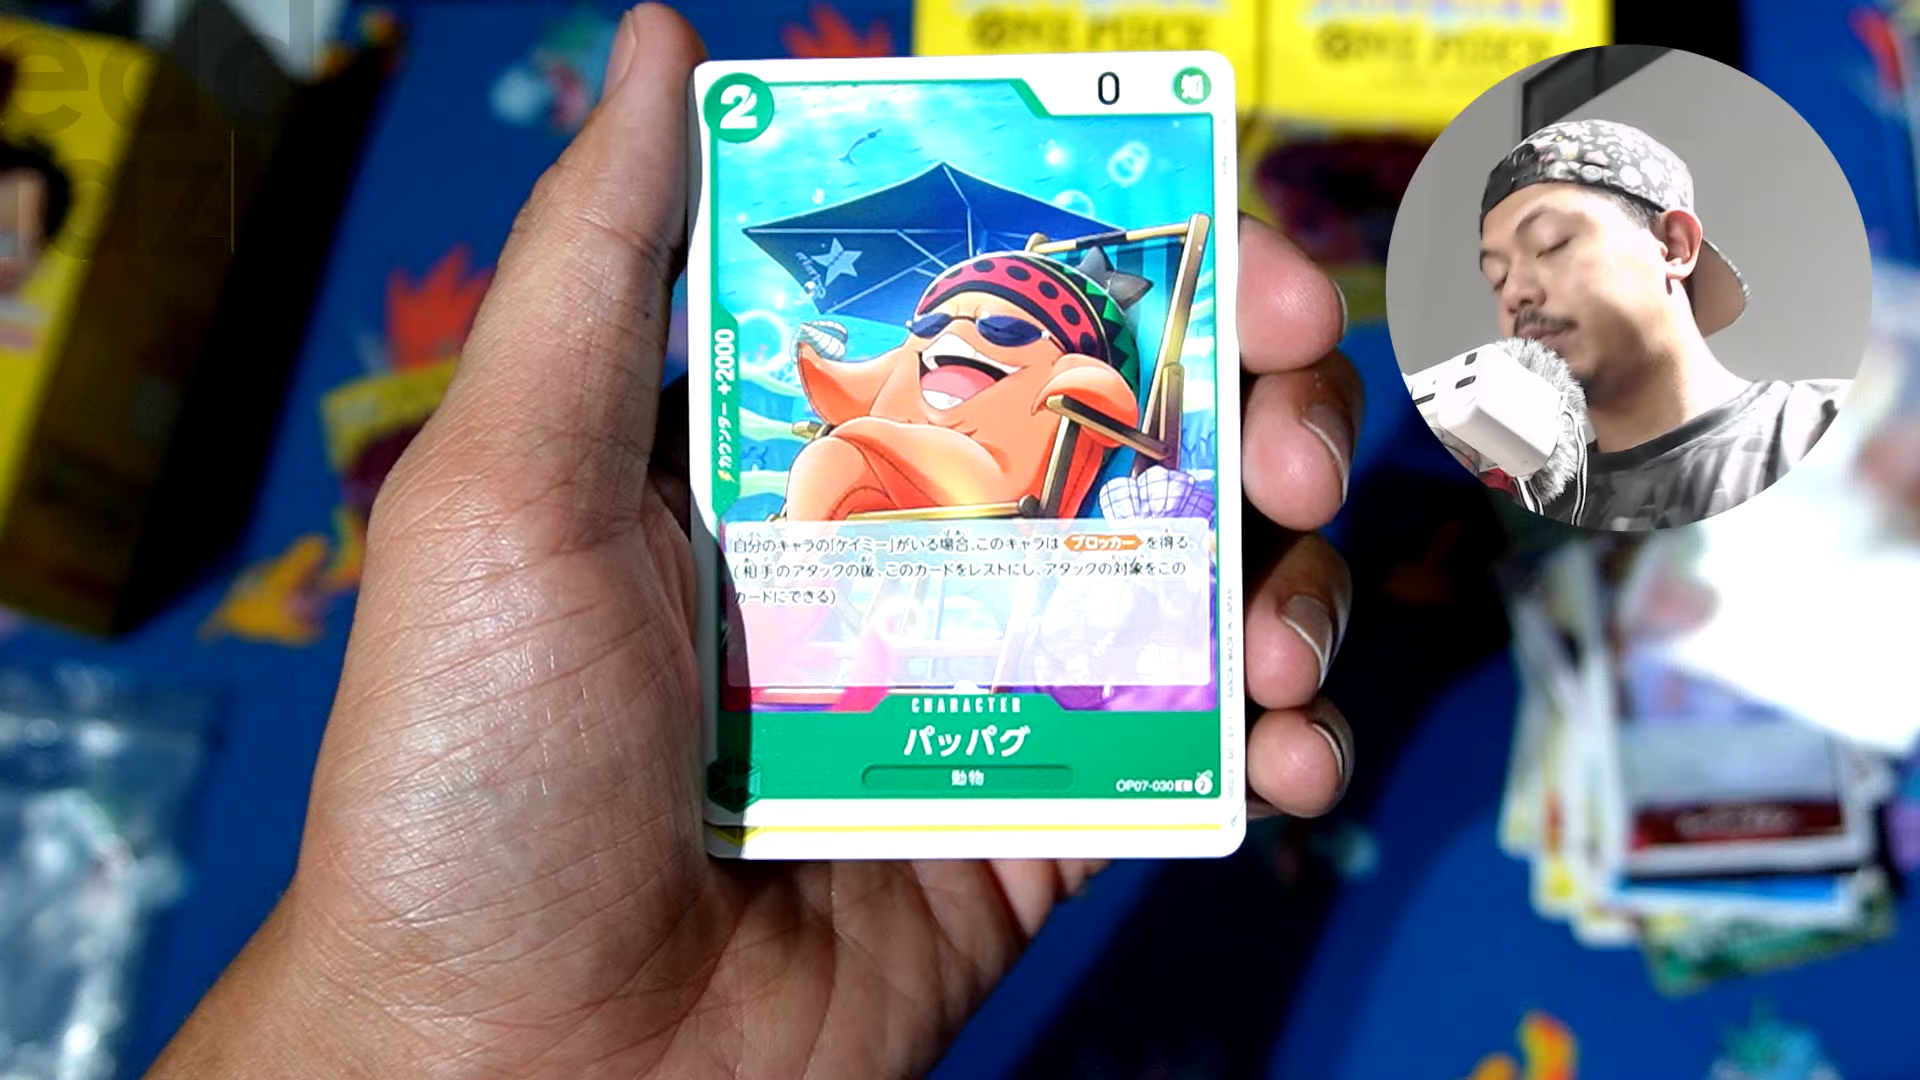 ONE PIECE
ONE PIECE
2
0
知
カウンター +2000
自分のキャラの「ケイミー」がいる場合、このキャラは ブロッカー を得る。
(相手のアタックの後、このカードをレストにし、アタックの対象をこの
カードにできる)
CHARACTER
パッパグ
動物
OP07-030 C